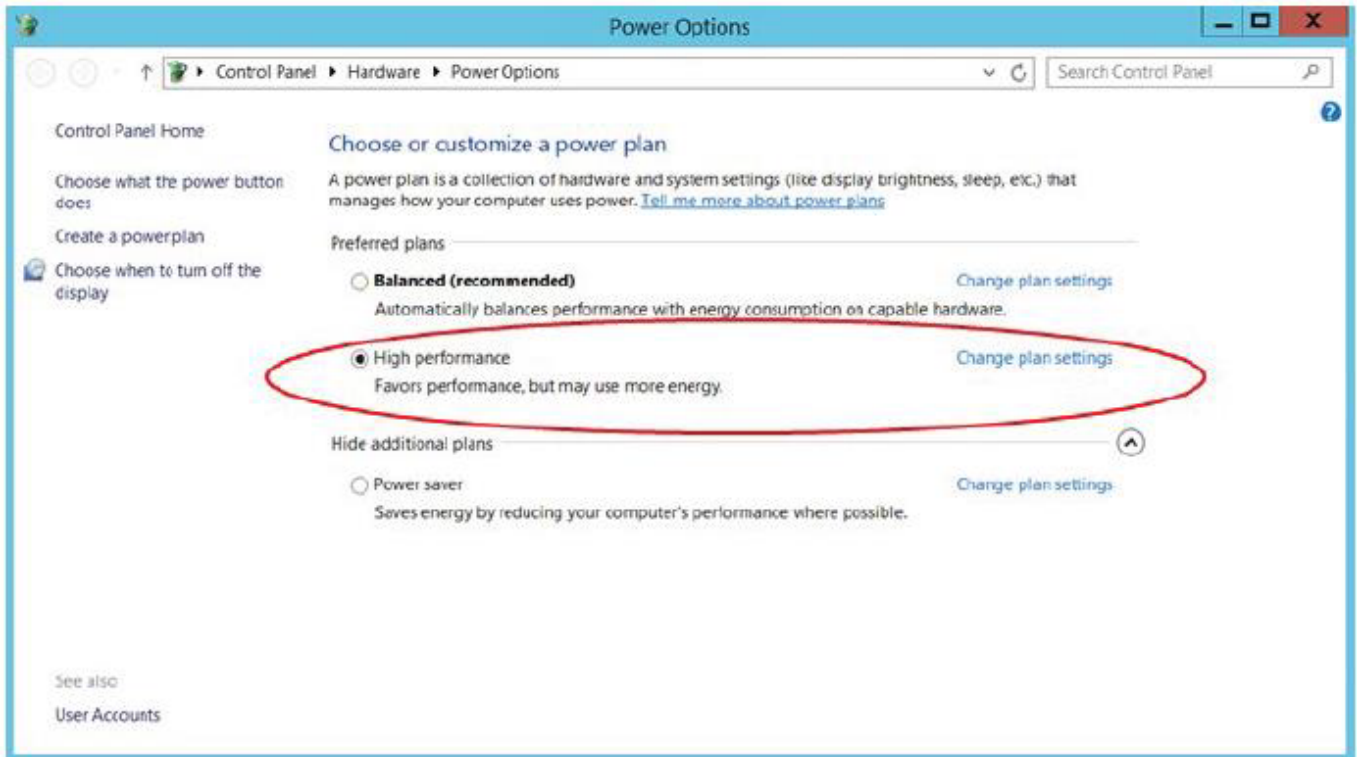 Power Options
Control Panel Hardware Power Options
Search Control Panel
Control Panel Home
Choose what the power button
does
Create a powerplan
Choose when to turn off the
display
Choose or customize a power plan
A power plan is a collection of hardware and system settings (like display brightness, sleep, etc.) that
manages how your computer uses power. Tell me more about power plans
Preferred plans
Balanced (recommended) Change plan settings
Automatically balances performance with energy consumption on capable hardware.
High performance Change plan settings
Favors performance, but may use more energy.
Hide additional plans
Power saver Change plan settings
Saves energy by reducing your computer's performance where possible.
See also
User Accounts